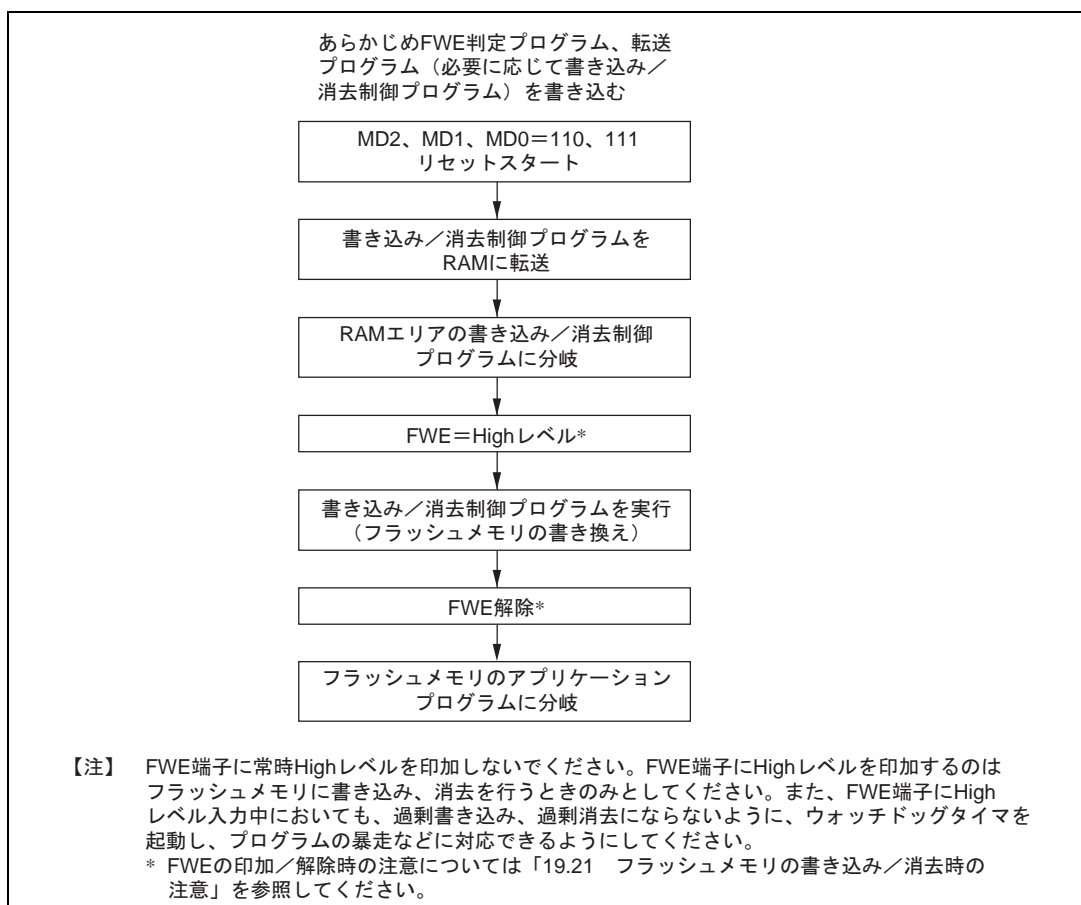 あらかじめFWE判定プログラム、転送
プログラム（必要に応じて書き込み／
消去制御プログラム）を書き込む
MD2、MD1、MD0＝110、111
リセットスタート
書き込み／消去制御プログラムを
RAMに転送
RAMエリアの書き込み／消去制御
プログラムに分岐
FWE＝Highレベル*
書き込み／消去制御プログラムを実行
（フラッシュメモリの書き換え）
FWE解除*
フラッシュメモリのアプリケーション
プログラムに分岐
【注】 FWE端子に常時Highレベルを印加しないでください。FWE端子にHighレベルを印加するのは
フラッシュメモリに書き込み、消去を行うときのみとしてください。また、FWE端子にHigh
レベル入力中においても、過剰書き込み、過剰消去にならないように、ウォッチドッグタイマを
起動し、プログラムの暴走などに対応できるようにしてください。
* FWEの印加／解除時の注意については「19.21 フラッシュメモリの書き込み／消去時の
注意」を参照してください。